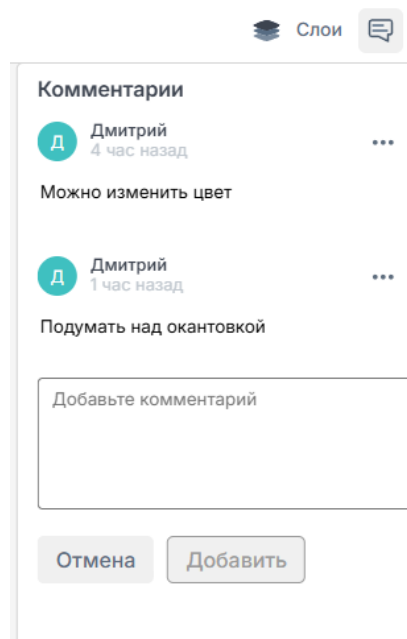 Слои
Комментарии
Д
Дмитрий
4 час назад
Можно изменить цвет
Д
Дмитрий
1 час назад
Подумать над окантовкой
Добавьте комментарий
Отмена
Добавить